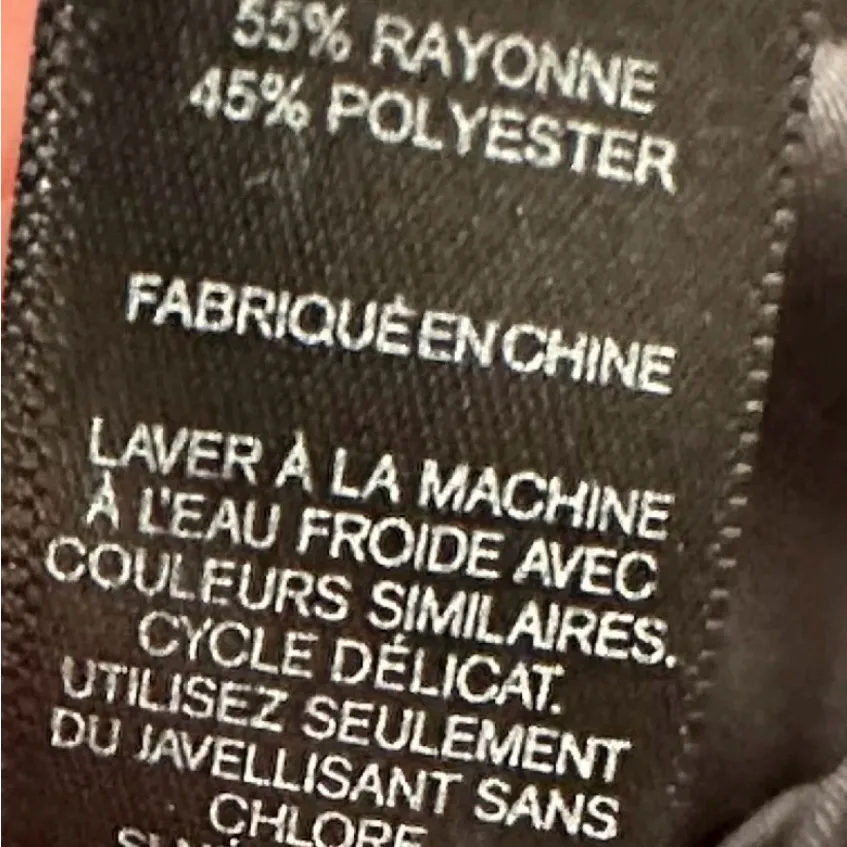 55% RAYONNE
45% POLYESTER
FABRIQUÉ EN CHINE
LAVER À LA MACHINE
À L'EAU FROIDE AVEC
COULEURS SIMILAIRES.
CYCLE DÉLICAT.
UTILISEZ SEULEMENT
DU JAVELLISANT SANS
CHLORE